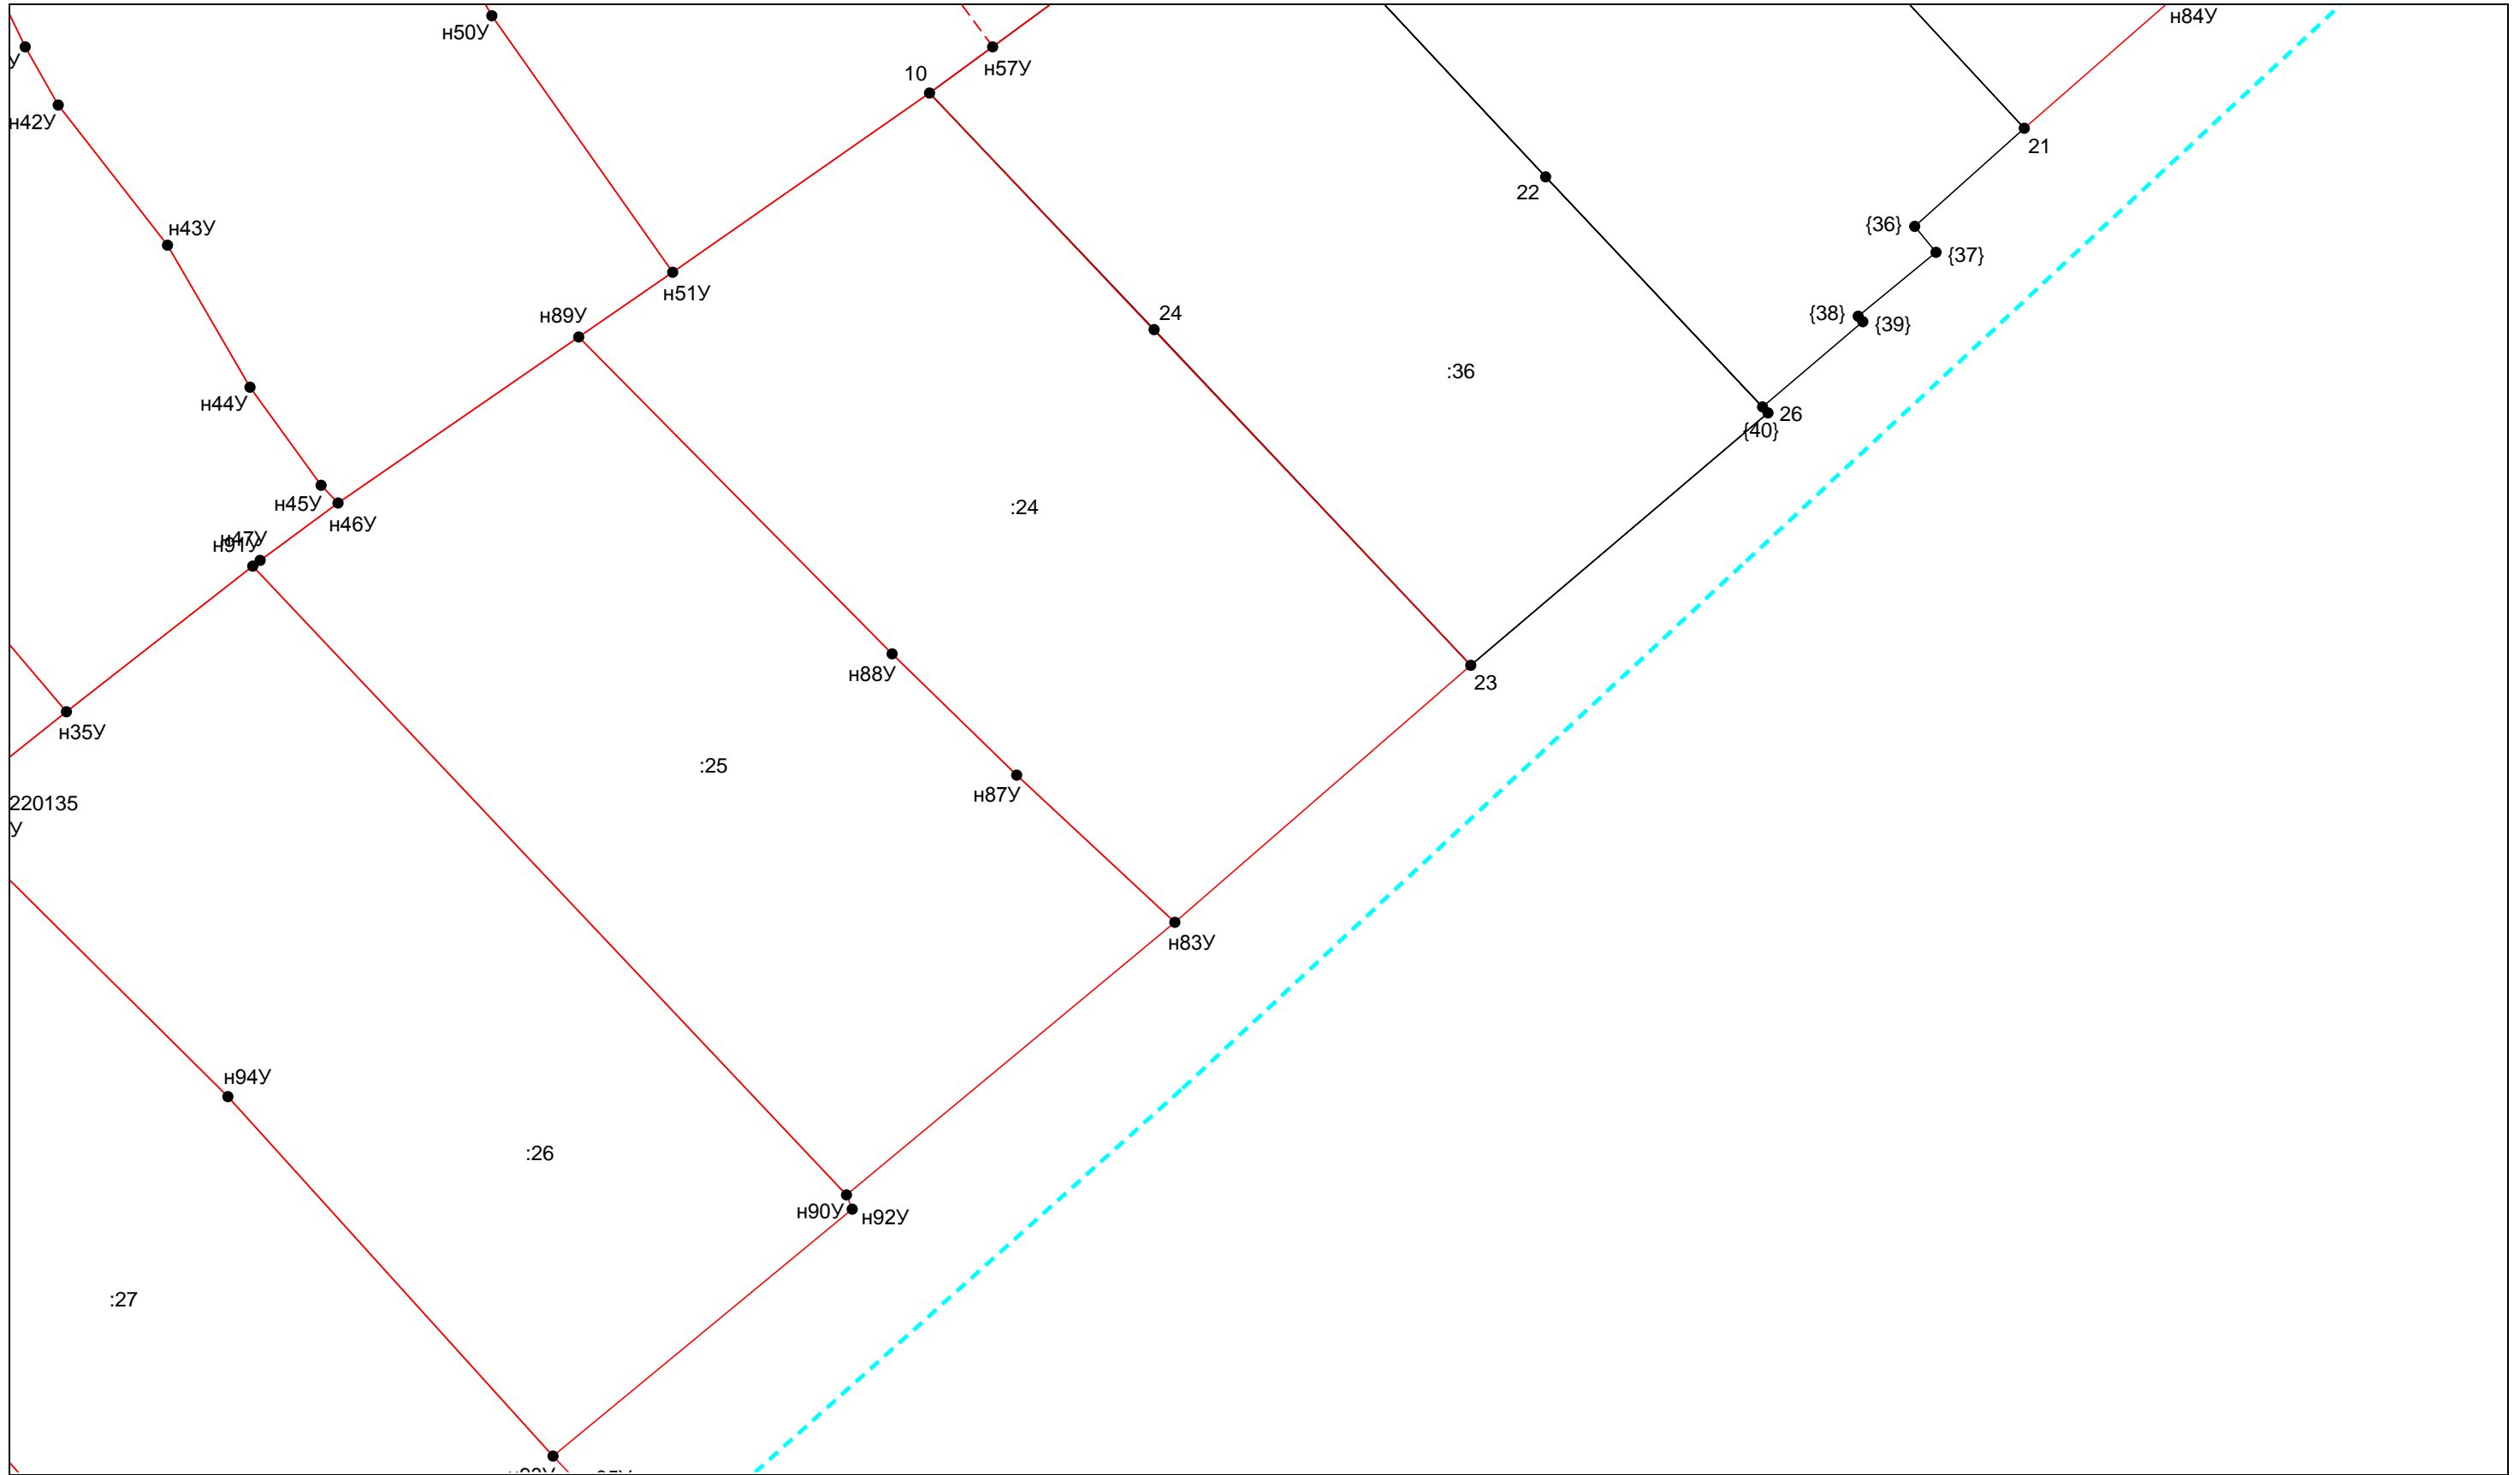 н50У
н84У
У
н57У
10
н42У
21
22
н43У
{36}
{37}
н51У
24
{38}
н89У
{39}
:36
н44У
26
{40}
н45У
:24
н46У
н47У
н91У
н88У
23
н35У
:25
н87У
220135
У
н83У
н94У
:26
н90У
н92У
:27